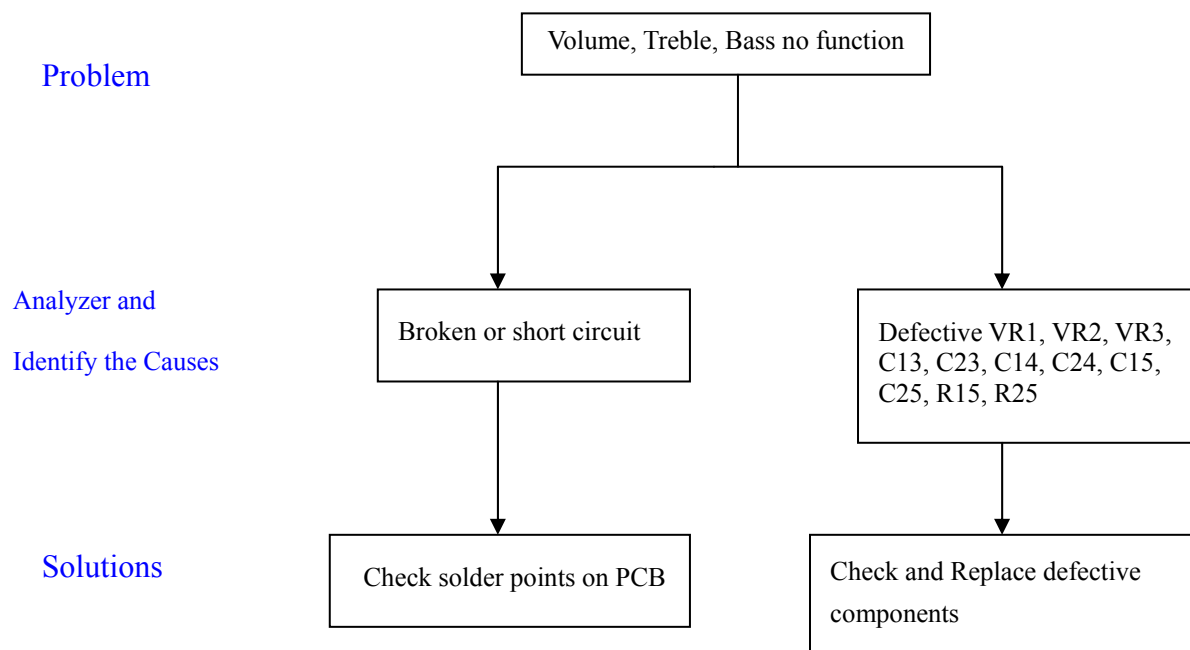 Volume, Treble, Bass no function
Problem
Analyzer and
Identify the Causes
Broken or short circuit
Defective VR1, VR2, VR3,
C13, C23, C14, C24, C15,
C25, R15, R25
Solutions
Check solder points on PCB
Check and Replace defective
components